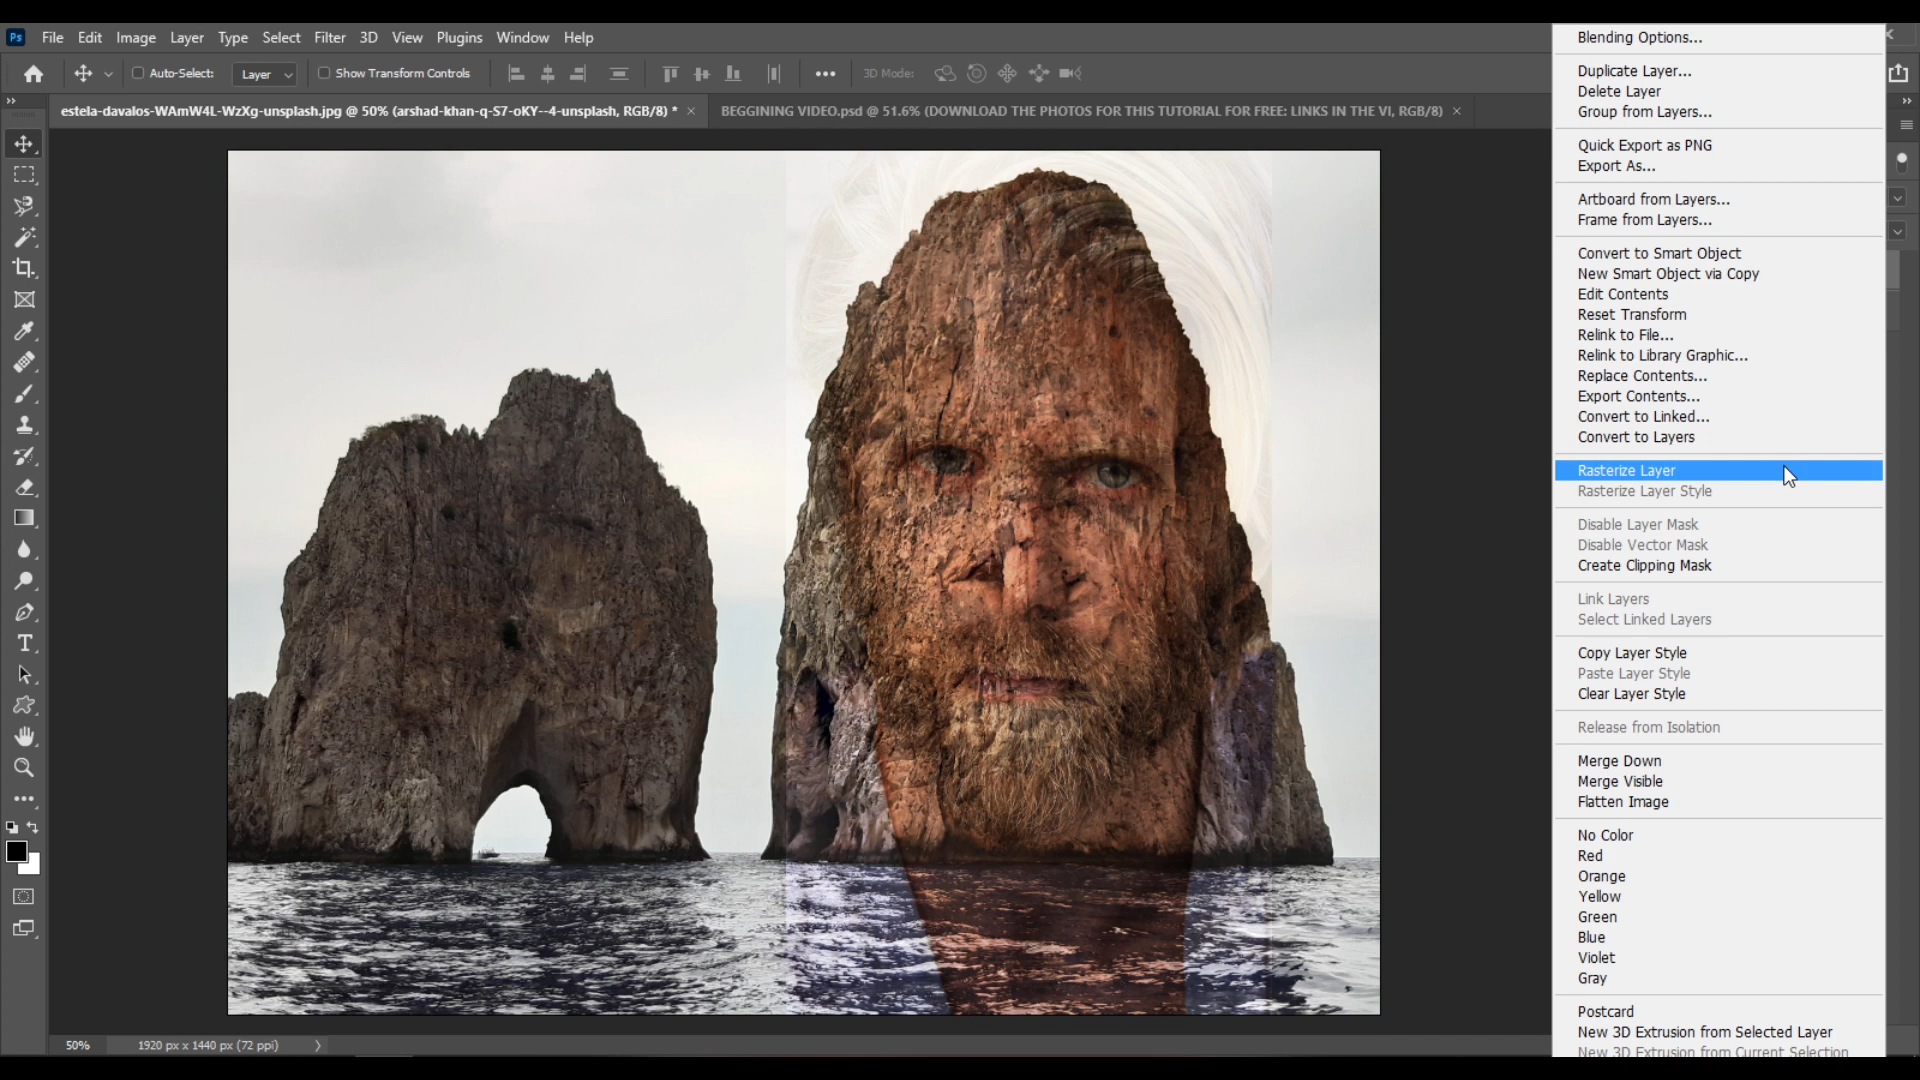 Ps File Edit Image Layer Type Select Filter 3D View Plugins Window Help
Auto-Select: Layer Show Transform Controls 3D Mode:
estela-davalos-WAmW4L-WzXg-unsplash.jpg @ 50% (arshad-khan-q-S7-oKY--4-unsplash, RGB/8) *
BEGGINING VIDEO.psd @ 51.6% (DOWNLOAD THE PHOTOS FOR THIS TUTORIAL FOR FREE: LINKS IN THE VI, RGB/8)
Blending Options...
Duplicate Layer...
Delete Layer
Group from Layers...
Quick Export as PNG
Export As...
Artboard from Layers...
Frame from Layers...
Convert to Smart Object
New Smart Object via Copy
Edit Contents
Reset Transform
Relink to File...
Relink to Library Graphic...
Replace Contents...
Export Contents...
Convert to Linked...
Convert to Layers
Rasterize Layer
Rasterize Layer Style
Disable Layer Mask
Disable Vector Mask
Create Clipping Mask
Link Layers
Select Linked Layers
Copy Layer Style
Paste Layer Style
Clear Layer Style
Release from Isolation
Merge Down
Merge Visible
Flatten Image
No Color
Red
Orange
Yellow
Green
Blue
Violet
Gray
Postcard
New 3D Extrusion from Selected Layer
New 3D Extrusion from Current Selection
50% 1920 px x 1440 px (72 ppi)